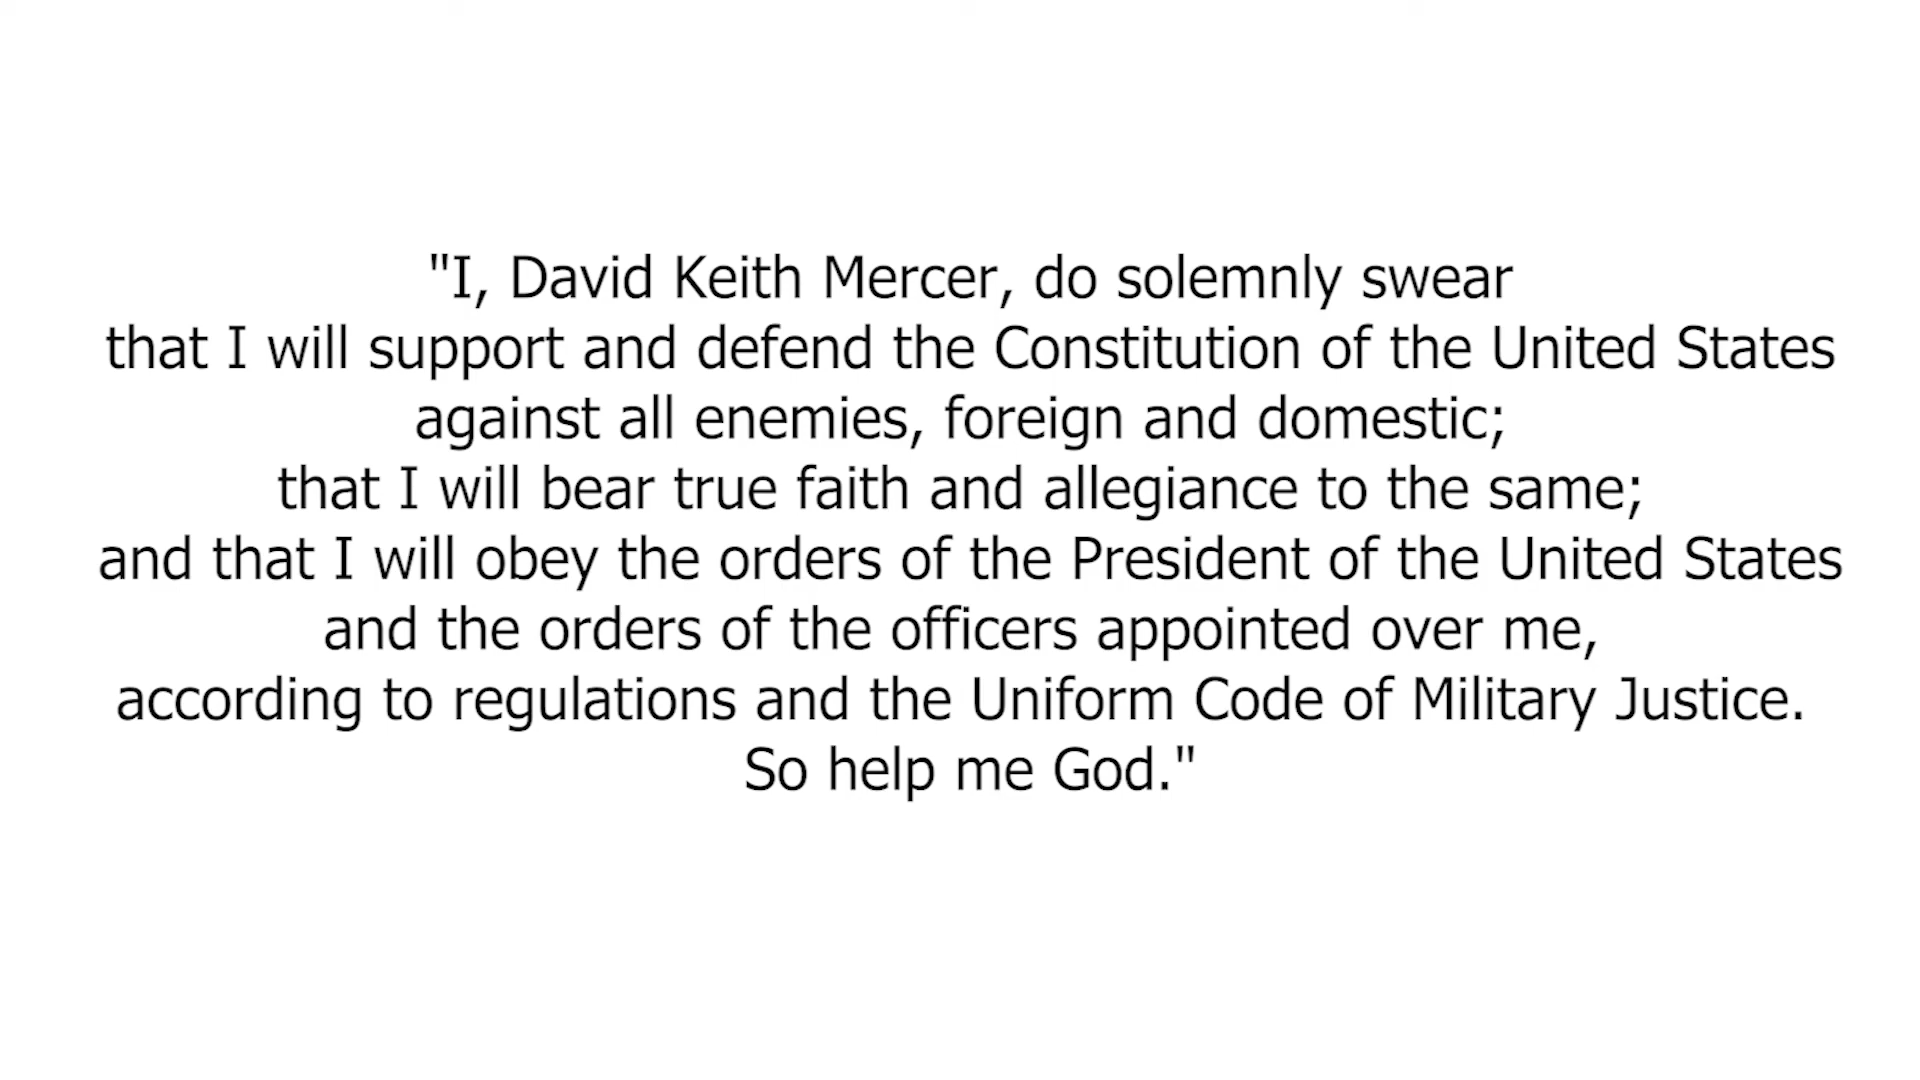 "I, David Keith Mercer, do solemnly swear
that I will support and defend the Constitution of the United States
against all enemies, foreign and domestic;
that I will bear true faith and allegiance to the same;
and that I will obey the orders of the President of the United States
and the orders of the officers appointed over me,
according to regulations and the Uniform Code of Military Justice.
So help me God."